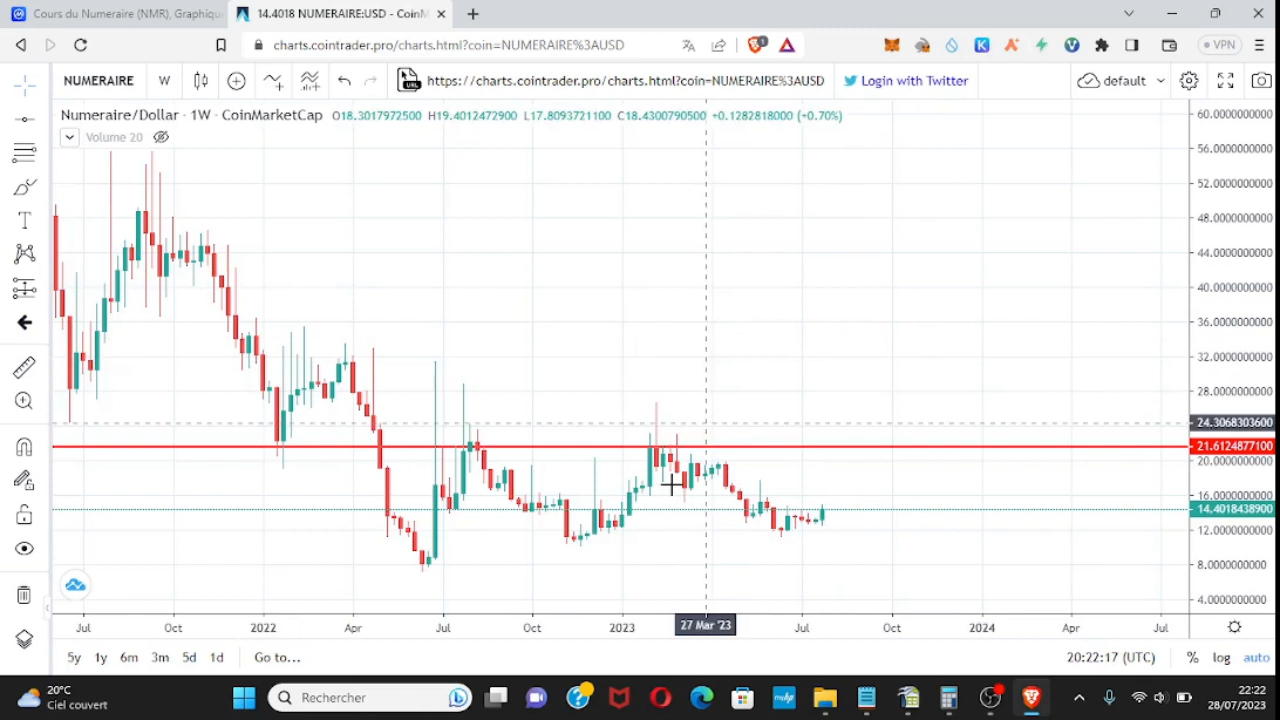 Cours du Numeraire (NMR), Graphiqu
14.4018 NUMERAIRE:USD - CoinM
charts.cointrader.pro/charts.html?coin=NUMERAIRE%3AUSD
1
VPN
NUMERAIRE
W
URL
https://charts.cointrader.pro/charts.html?coin=NUMERAIRE%3AUSD
Login with Twitter
default
Numeraire/Dollar · 1W · CoinMarketCap O18.3017972500 H19.4012472900 L17.8093721100 C18.4300790500 +0.1282818000 (+0.70%)
Volume 20
60.0000000000
56.0000000000
52.0000000000
48.0000000000
44.0000000000
40.0000000000
36.0000000000
32.0000000000
28.0000000000
24.3068303600
21.6124877100
20.0000000000
16.0000000000
14.4018438900
12.0000000000
8.0000000000
4.0000000000
Jul Oct 2022 Apr Jul Oct 2023 27 Mar '23 Jul Oct 2024 Apr Jul
5y 1y 6m 3m 5d 1d Go to... 20:22:17 (UTC) % log auto
20°C
Ciel couvert
Rechercher
22:22
28/07/2023